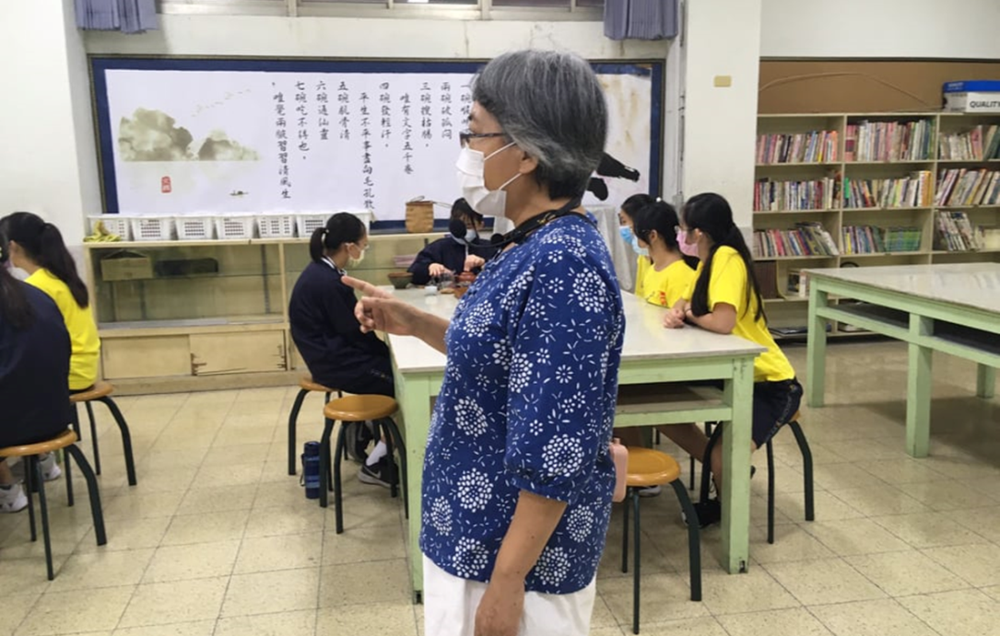 一碗
兩碗破孤悶
三碗搜枯腸，
唯有文字五千卷
四碗發輕汗，
平生不平事盡向毛孔散
五碗肌骨清
六碗通仙靈
七碗吃不得也，
唯覺兩腋習習清風生
QUALITY